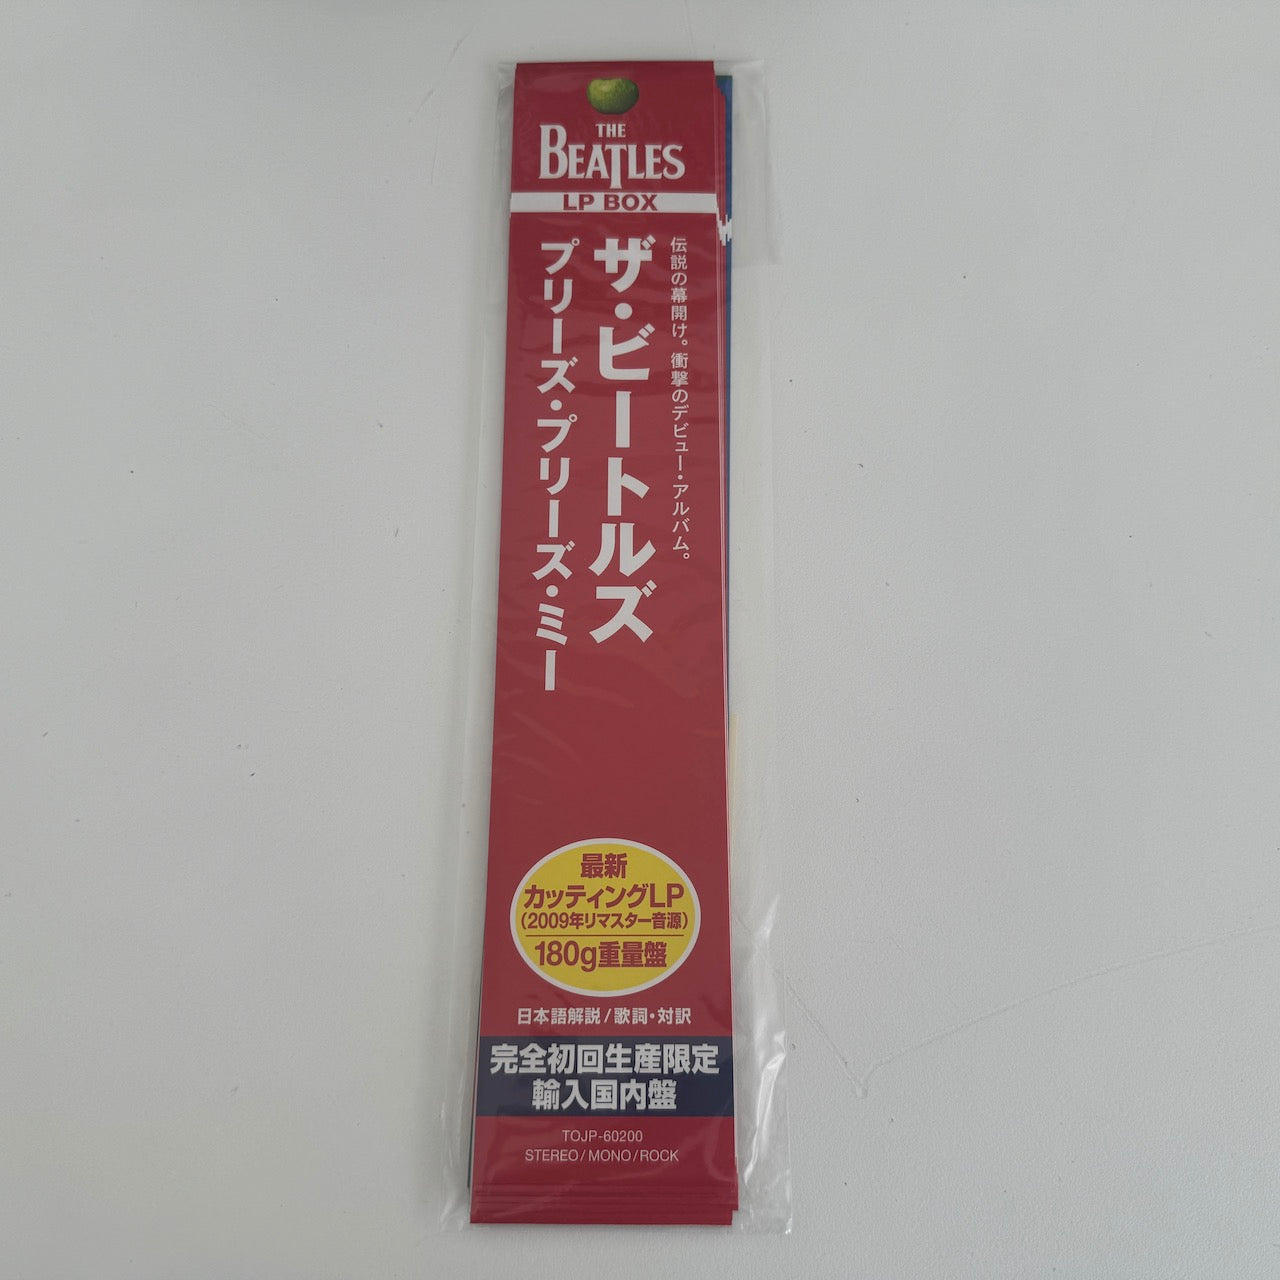 THE
BEATLES
LP BOX
伝説の幕開け。衝撃のデビュー・アルバム。
ザ・ビートルズ
プリーズ・プリーズ・ミー
最新
カッティングLP
(2009年リマスター音源)
180g重量盤
日本語解説/歌詞・対訳
完全初回生産限定
輸入国内盤
TOJP-60200
STEREO/MONO/ROCK